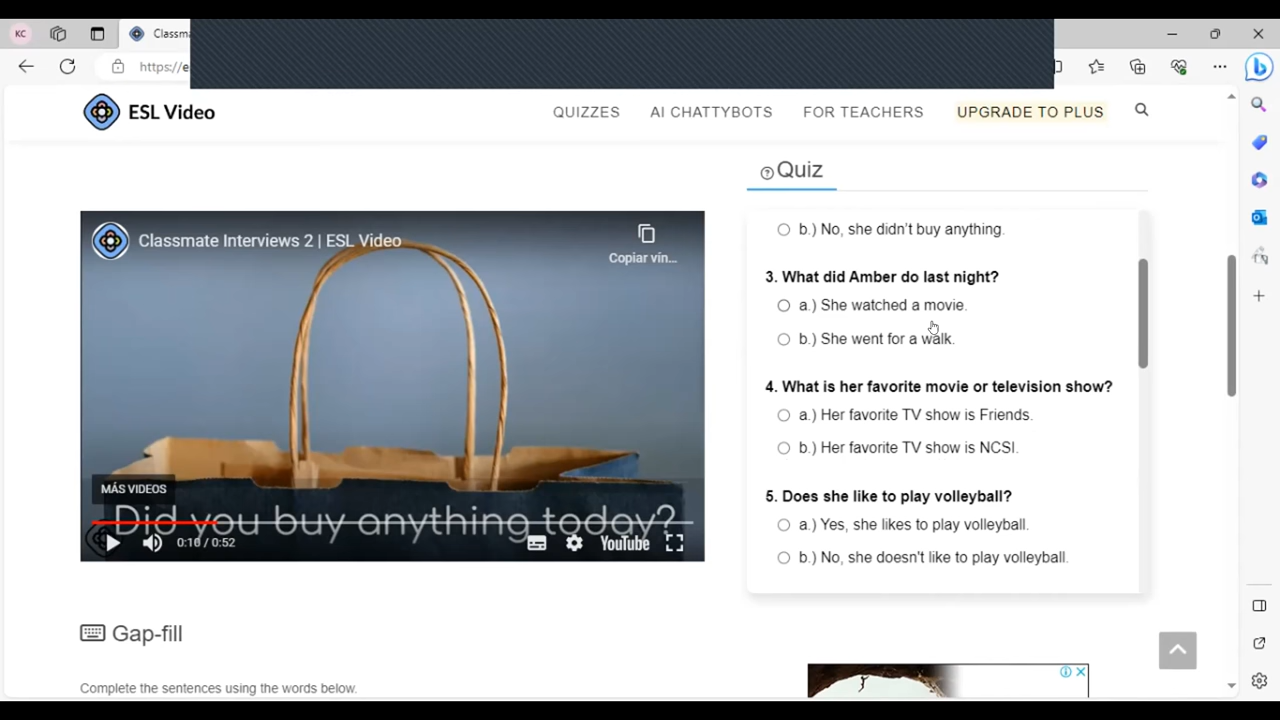 KC
Classma
https://e
ESL Video
QUIZZES
AI CHATTYBOTS
FOR TEACHERS
UPGRADE TO PLUS
Quiz
Classmate Interviews 2 | ESL Video
Copiar vín...
MÁS VIDEOS
Did you buy anything today?
0:10 / 0:52
YouTube
b.) No, she didn't buy anything.
3. What did Amber do last night?
a.) She watched a movie.
b.) She went for a walk.
4. What is her favorite movie or television show?
a.) Her favorite TV show is Friends.
b.) Her favorite TV show is NCSI.
5. Does she like to play volleyball?
a.) Yes, she likes to play volleyball.
b.) No, she doesn't like to play volleyball.
Gap-fill
Complete the sentences using the words below.